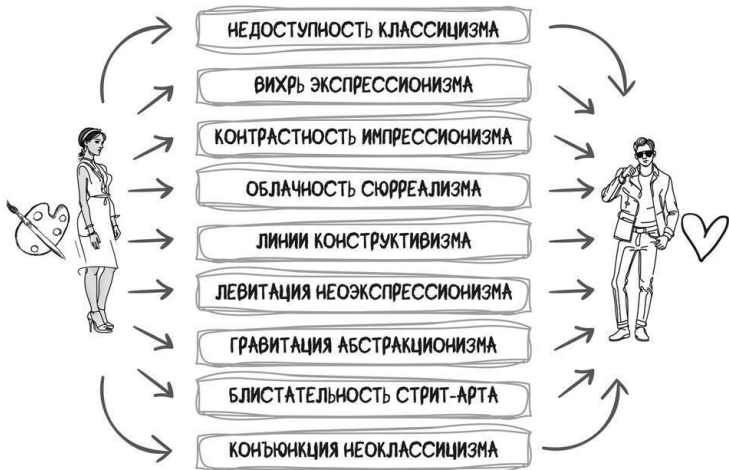 НЕДОСТУПНОСТЬ КЛАССИЦИЗМА
ВИХРЬ ЭКСПРЕССИОНИЗМА
КОНТРАСТНОСТЬ ИМПРЕССИОНИЗМА
ОБЛАЧНОСТЬ СЮРРЕАЛИЗМА
ЛИНИИ КОНСТРУКТИВИЗМА
ЛЕВИТАЦИЯ НЕОЭКСПРЕССИОНИЗМА
ГРАВИТАЦИЯ АБСТРАКЦИОНИЗМА
БЛИСТАТЕЛЬНОСТЬ СТРИТ-АРТА
КОНЪЮНКЦИЯ НЕОКЛАССИЦИЗМА